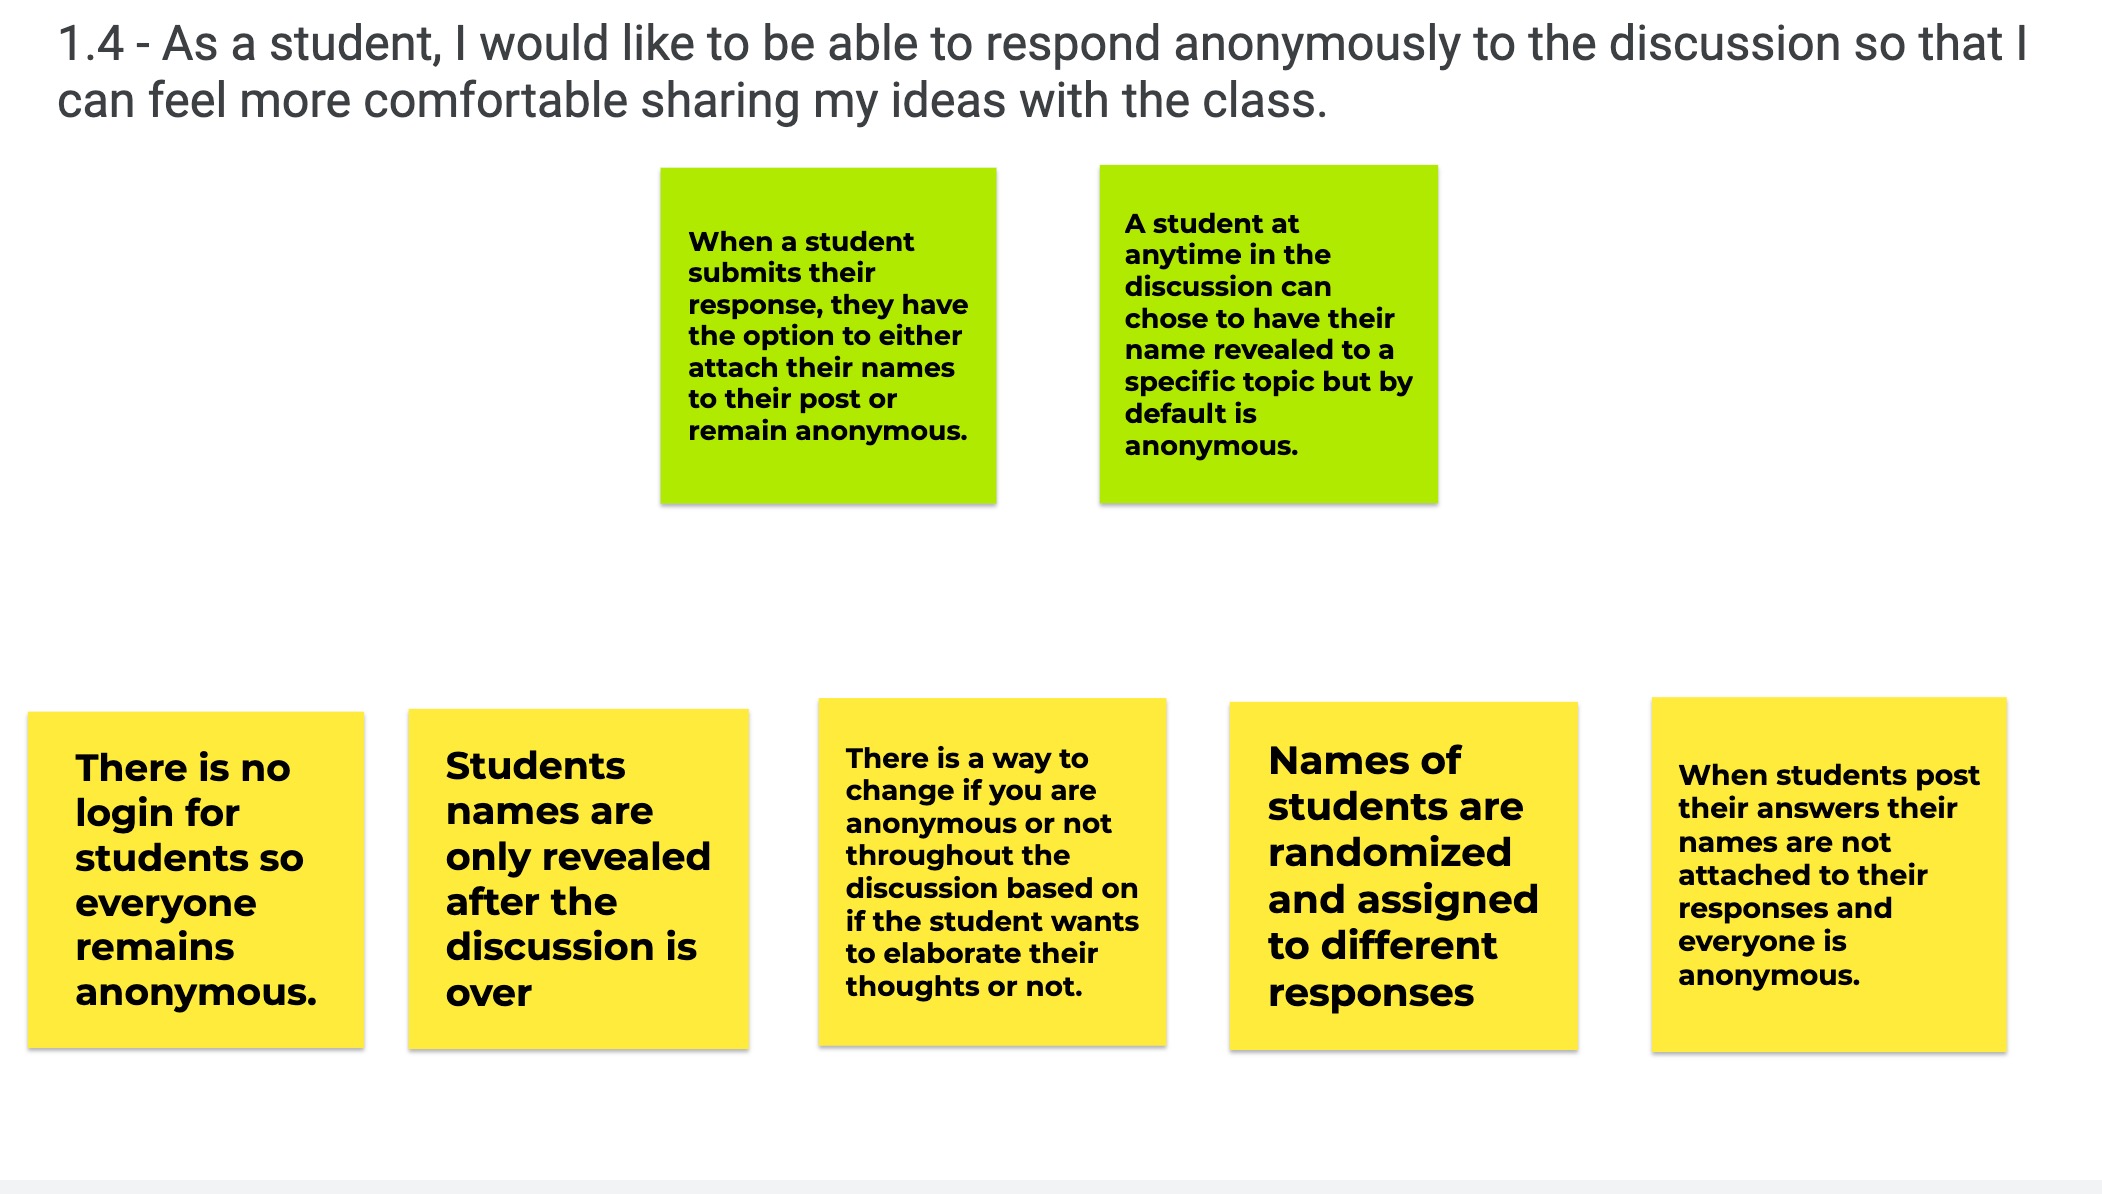 1.4 - As a student, I would like to be able to respond anonymously to the discussion so that I
can feel more comfortable sharing my ideas with the class.
When a student
submits their
response, they have
the option to either
attach their names
to their post or
remain anonymous.
A student at
anytime in the
discussion can
chose to have their
name revealed to a
specific topic but by
default is
anonymous.
There is no
login for
students so
everyone
remains
anonymous.
Students
names are
only revealed
after the
discussion is
over
There is a way to
change if you are
anonymous or not
throughout the
discussion based on
if the student wants
to elaborate their
thoughts or not.
Names of
students are
randomized
and assigned
to different
responses
When students post
their answers their
names are not
attached to their
responses and
everyone is
anonymous.